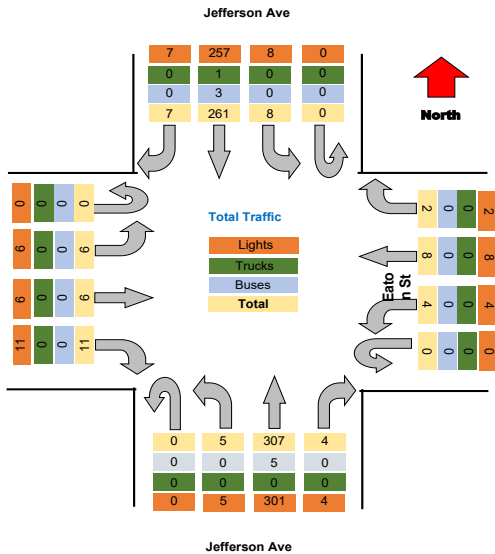 Jefferson Ave
7 257 8 0
0 1 0 0
0 3 0 0
7 261 8 0
North
0 0 0 0
6 0 0 6
6 0 0 6
11 0 0 11
Total Traffic
Lights
Trucks
Buses
Total
Eato
n St
2 0 0 2
8 0 0 8
4 0 0 4
0 0 0 0
0 5 307 4
0 0 5 0
0 0 0 0
0 5 301 4
Jefferson Ave